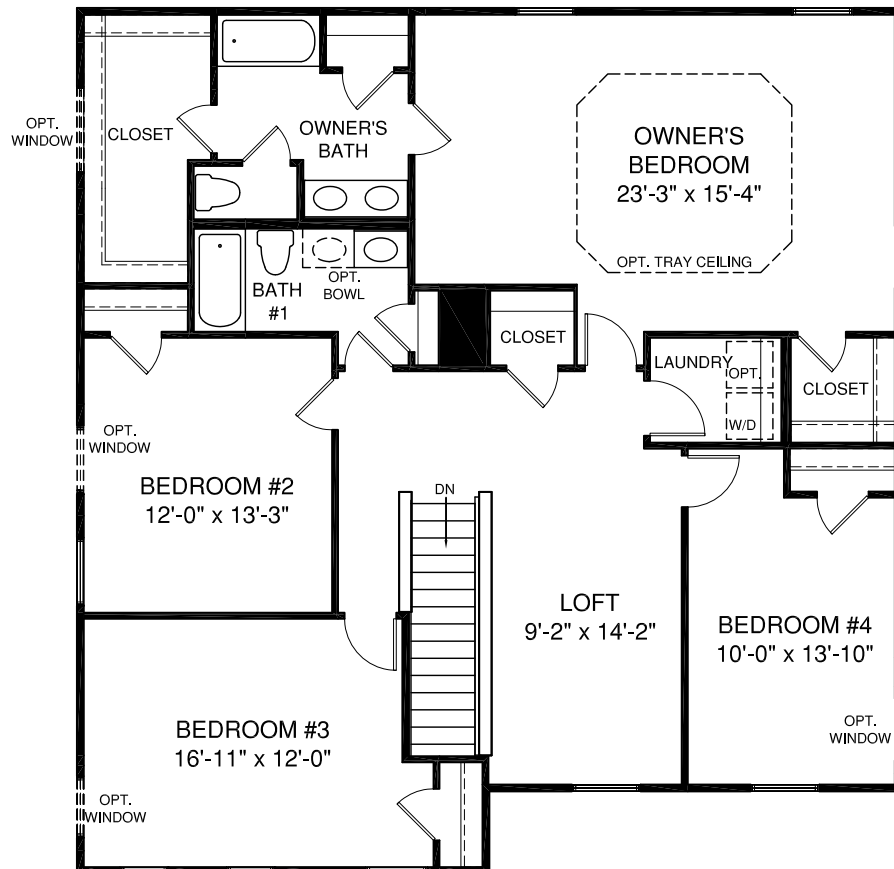 OPT.
WINDOW
CLOSET
OWNER'S
BATH
OWNER'S
BEDROOM
23'-3" x 15'-4"
OPT. TRAY CEILING
BATH
#1
OPT.
BOWL
CLOSET
LAUNDRY
OPT.
W/D
CLOSET
OPT.
WINDOW
BEDROOM #2
12'-0" x 13'-3"
DN
LOFT
9'-2" x 14'-2"
BEDROOM #4
10'-0" x 13'-10"
OPT.
WINDOW
BEDROOM #3
16'-11" x 12'-0"
OPT.
WINDOW